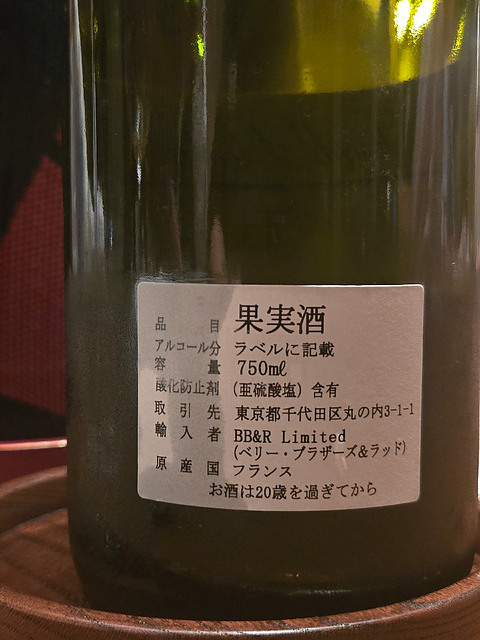 品目 果実酒
アルコール分 ラベルに記載
容量 750mℓ
酸化防止剤 (亜硫酸塩) 含有
取引先 東京都千代田区丸の内3-1-1
輸入者 BB&R Limited
(ベリー・ブラザーズ&ラッド)
原産国 フランス
お酒は20歳を過ぎてから